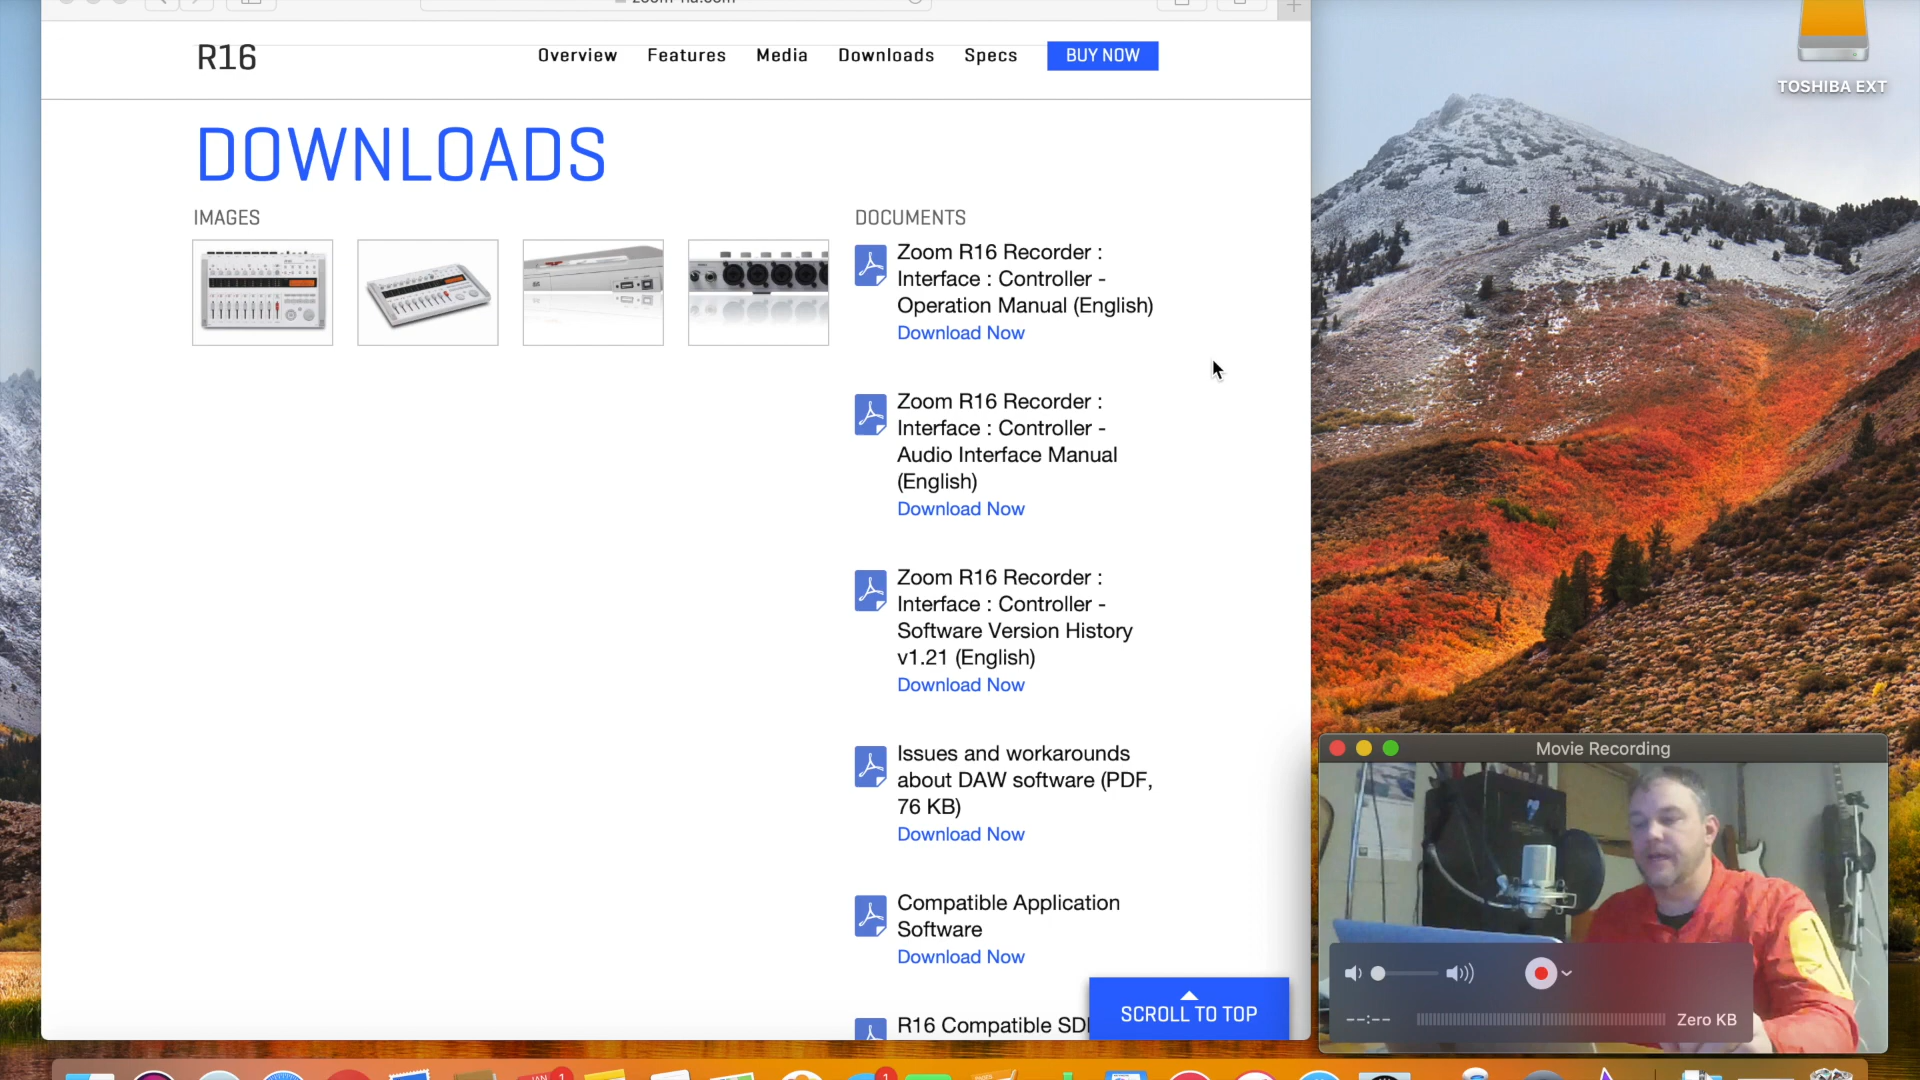 R16
Overview Features Media Downloads Specs BUY NOW
TOSHIBA EXT
DOWNLOADS
IMAGES
DOCUMENTS
Zoom R16 Recorder :
Interface : Controller -
Operation Manual (English)
Download Now
Zoom R16 Recorder :
Interface : Controller -
Audio Interface Manual
(English)
Download Now
Zoom R16 Recorder :
Interface : Controller -
Software Version History
v1.21 (English)
Download Now
Issues and workarounds
about DAW software (PDF,
76 KB)
Download Now
Compatible Application
Software
Download Now
R16 Compatible
SCROLL TO TOP
Movie Recording
--:--
Zero KB
1
1